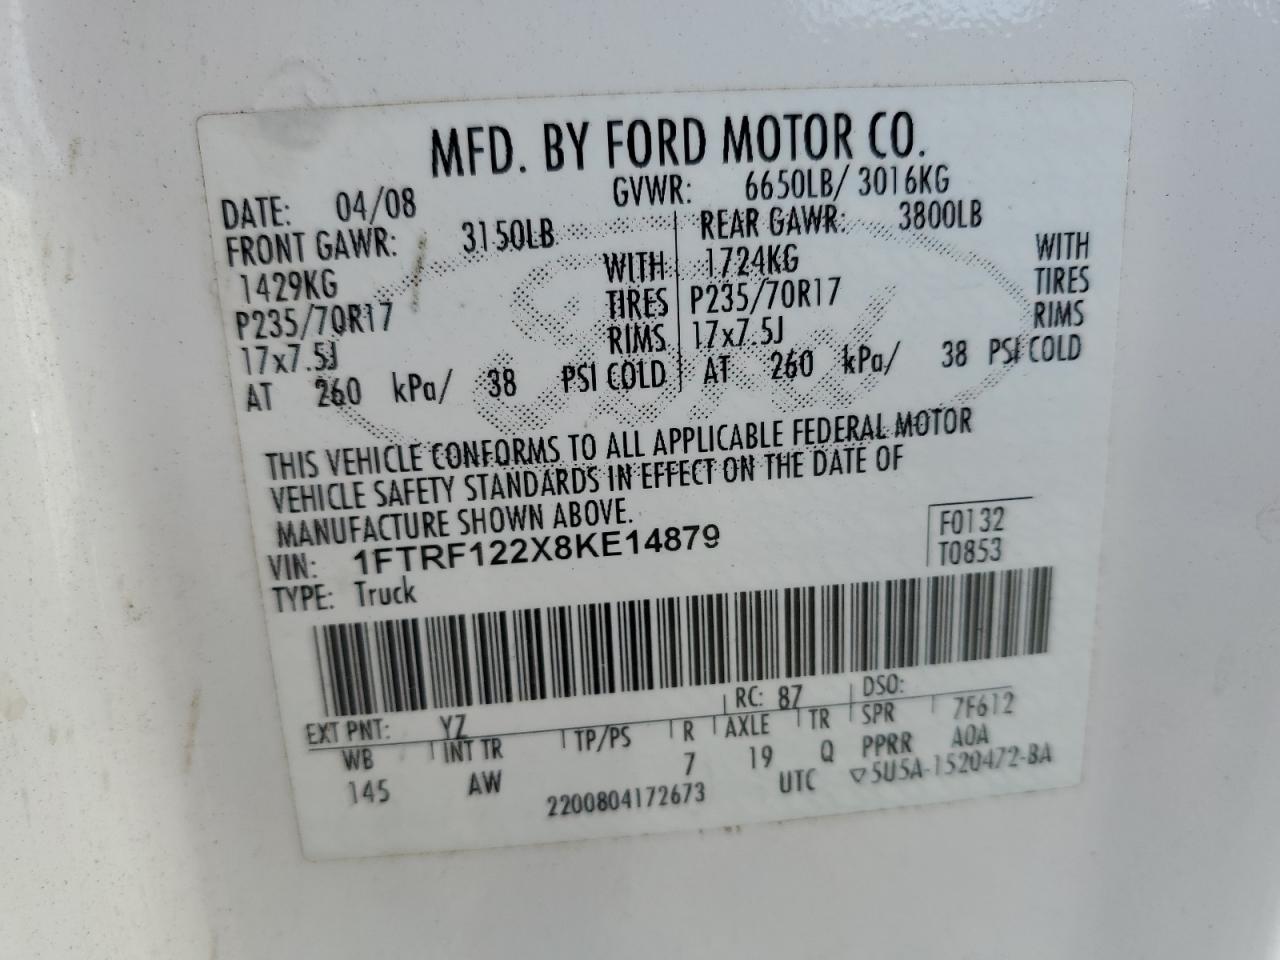 MFD. BY FORD MOTOR CO.
DATE: 04/08 GVWR: 6650LB/ 3016KG
FRONT GAWR: 3150LB REAR GAWR: 3800LB
1429KG WITH 1724KG WITH
P235/70R17 TIRES P235/70R17 TIRES
17x7.5J RIMS 17x7.5J RIMS
AT 260 kPa/ 38 PSI COLD AT 260 kPa/ 38 PSI COLD
THIS VEHICLE CONFORMS TO ALL APPLICABLE FEDERAL MOTOR
VEHICLE SAFETY STANDARDS IN EFFECT ON THE DATE OF
MANUFACTURE SHOWN ABOVE.
VIN: 1FTRF122X8KE14879 F0132
TYPE: Truck T0853
EXT PNT: YZ RC: 87 DSO:
WB INT TR TP/PS R AXLE TR SPR 7F612
145 AW 7 19 Q PPRR A0A
2200804172673 UTC ▽5U5A-1520472-BA